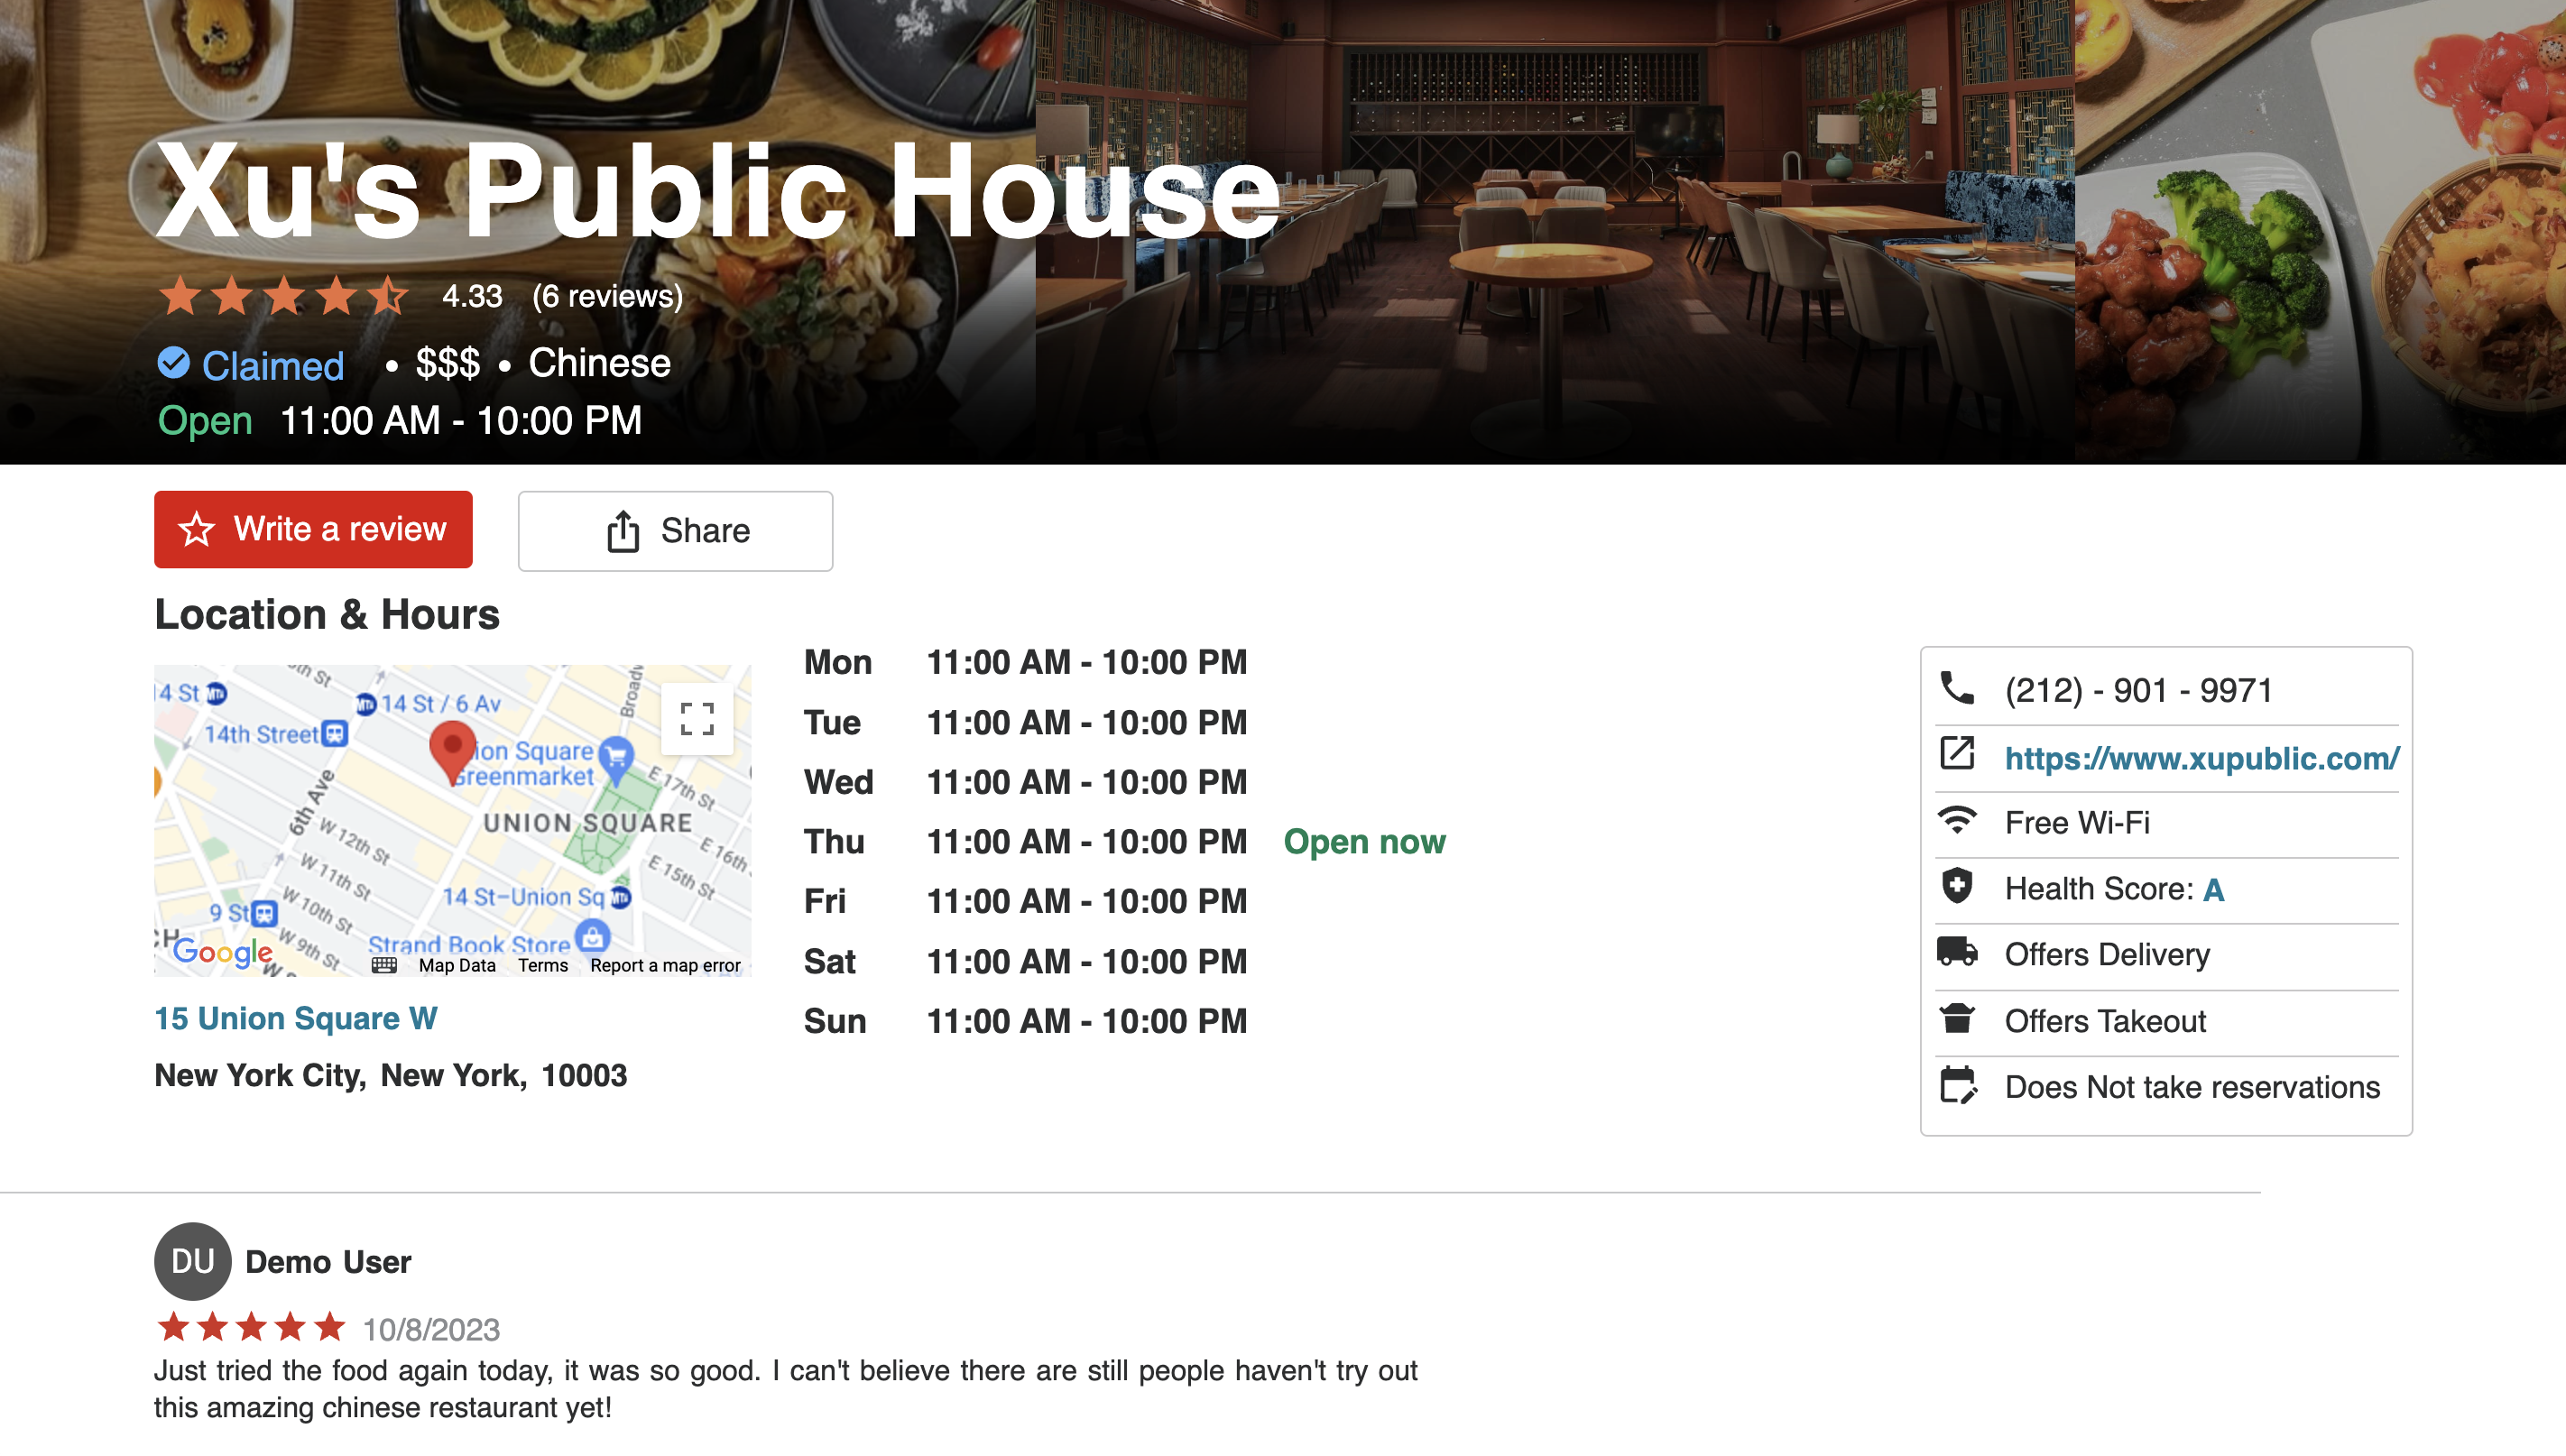 Xu's Public House
4.33 (6 reviews)
Claimed • $$$ • Chinese
Open 11:00 AM - 10:00 PM
Write a review
Share
Location & Hours
14 St / 6 Av
14th Street
Greenmarket
Square
E 17th St
6th Ave
UNION SQUARE
W 12th St
E 16th
W 11th St
E 15th St
W 10th St
14 St-Union Sq
9 St
W 9th St
Strand Book Store
Google
Map Data Terms Report a map error
15 Union Square W
New York City, New York, 10003
Mon 11:00 AM - 10:00 PM
Tue 11:00 AM - 10:00 PM
Wed 11:00 AM - 10:00 PM
Thu 11:00 AM - 10:00 PM Open now
Fri 11:00 AM - 10:00 PM
Sat 11:00 AM - 10:00 PM
Sun 11:00 AM - 10:00 PM
(212) - 901 - 9971
https://www.xupublic.com/
Free Wi-Fi
Health Score: A
Offers Delivery
Offers Takeout
Does Not take reservations
DU Demo User
10/8/2023
Just tried the food again today, it was so good. I can't believe there are still people haven't try out
this amazing chinese restaurant yet!